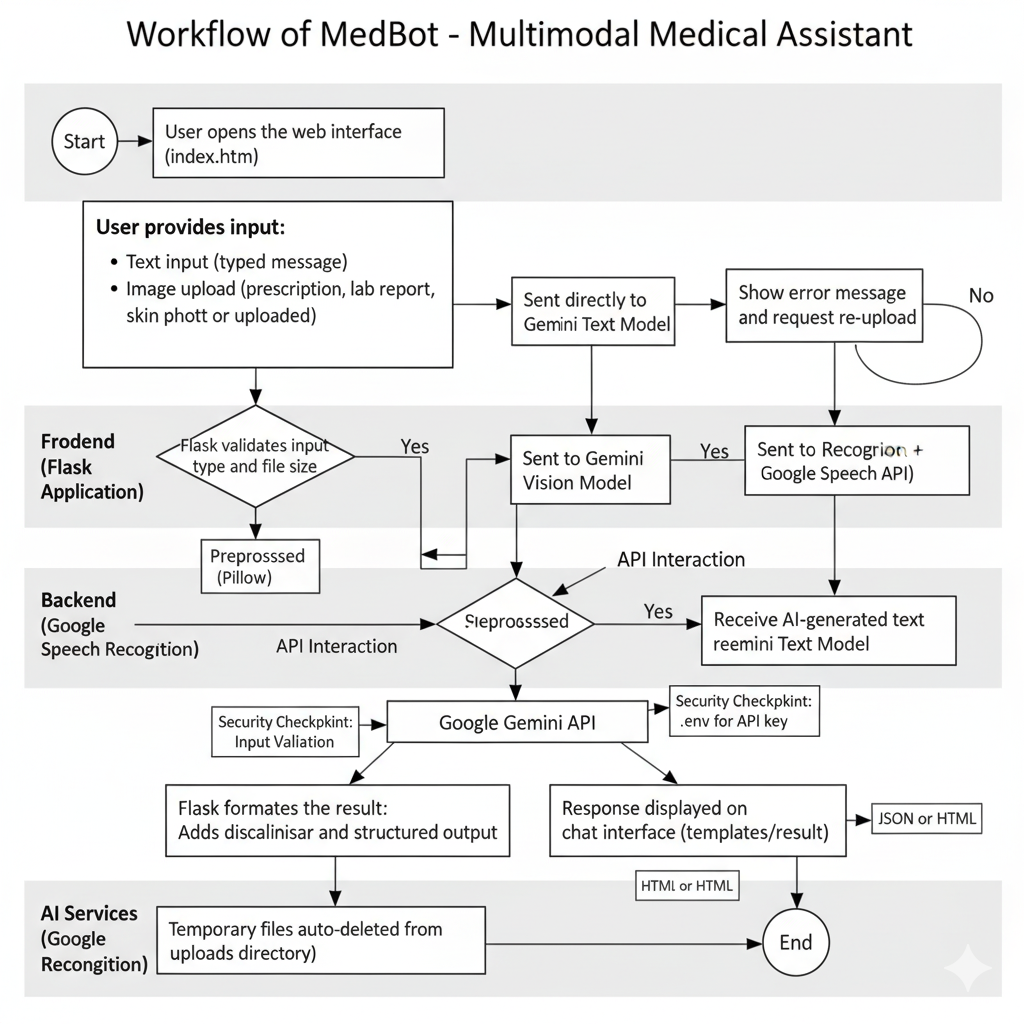 Workflow of MedBot - Multimodal Medical Assistant
Start
User opens the web interface
(index.htm)
User provides input:
• Text input (typed message)
• Image upload (prescription, lab report,
skin phott or uploaded)
Sent directly to
Gemini Text Model
Show error message
and request re-upload
No
Frodend
(Flask
Application)
Flask validates input
type and file size
Yes
Sent to Gemini
Vision Model
Yes
Sent to Recogrion +
Google Speech API)
Preprosssed
(Pillow)
API Interaction
Backend
(Google
Speech Recogition)
API Interaction
Yes
Receive AI-generated text
reemini Text Model
Security Checkpkint:
Input Valiation
Google Gemini API
Security Checkpkint:
.env for API key
Flask formates the result:
Adds discalinisar and structured output
Response displayed on
chat interface (templates/result)
JSON or HTML
HTML or HTML
AI Services
(Google
Recongition)
Temporary files auto-deleted from
uploads directory)
End